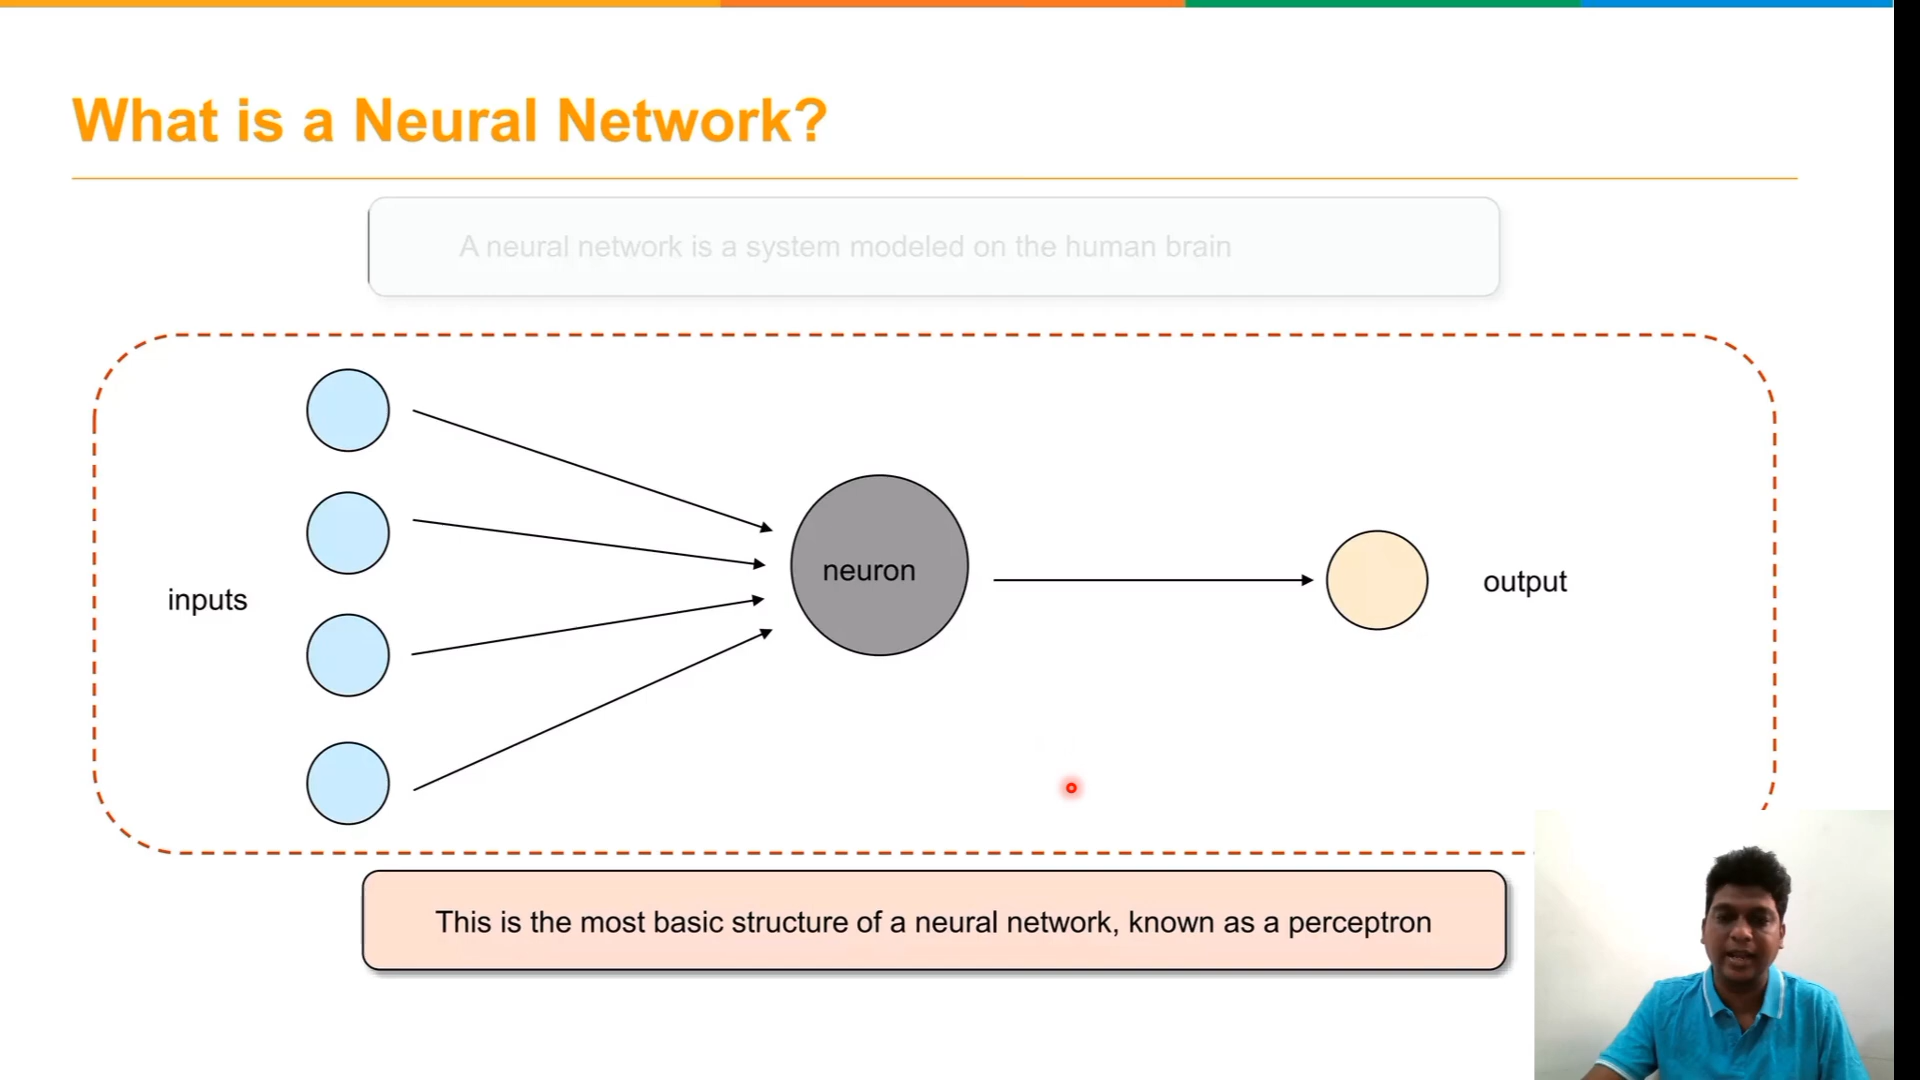 What is a Neural Network?
A neural network is a system modeled on the human brain
neuron
inputs
output
This is the most basic structure of a neural network, known as a perceptron